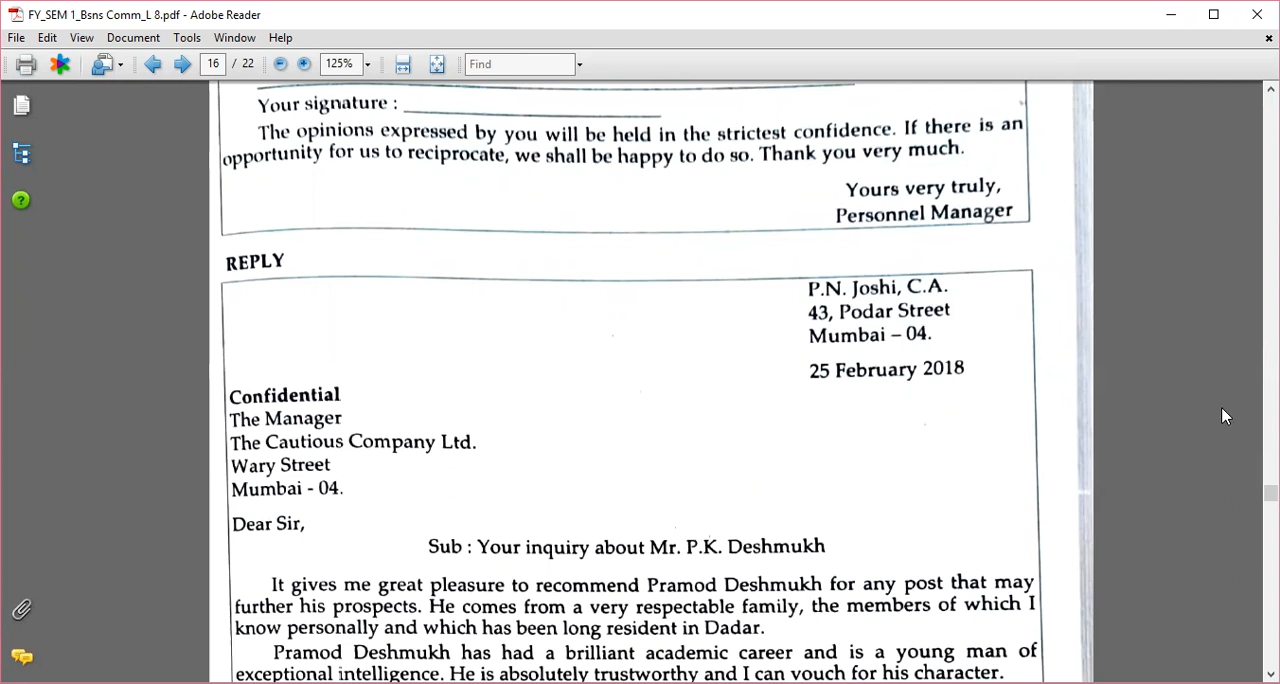 FY_SEM 1_Bsns Comm_L 8.pdf - Adobe Reader
File Edit View Document Tools Window Help
16 / 22 125% Find
Your signature :
The opinions expressed by you will be held in the strictest confidence. If there is an
opportunity for us to reciprocate, we shall be happy to do so. Thank you very much.
Yours very truly,
Personnel Manager
REPLY
P.N. Joshi, C.A.
43, Podar Street
Mumbai – 04.
25 February 2018
Confidential
The Manager
The Cautious Company Ltd.
Wary Street
Mumbai - 04.
Dear Sir,
Sub : Your inquiry about Mr. P.K. Deshmukh
It gives me great pleasure to recommend Pramod Deshmukh for any post that may
further his prospects. He comes from a very respectable family, the members of which I
know personally and which has been long resident in Dadar.
Pramod Deshmukh has had a brilliant academic career and is a young man of
exceptional intelligence. He is absolutely trustworthy and I can vouch for his character.